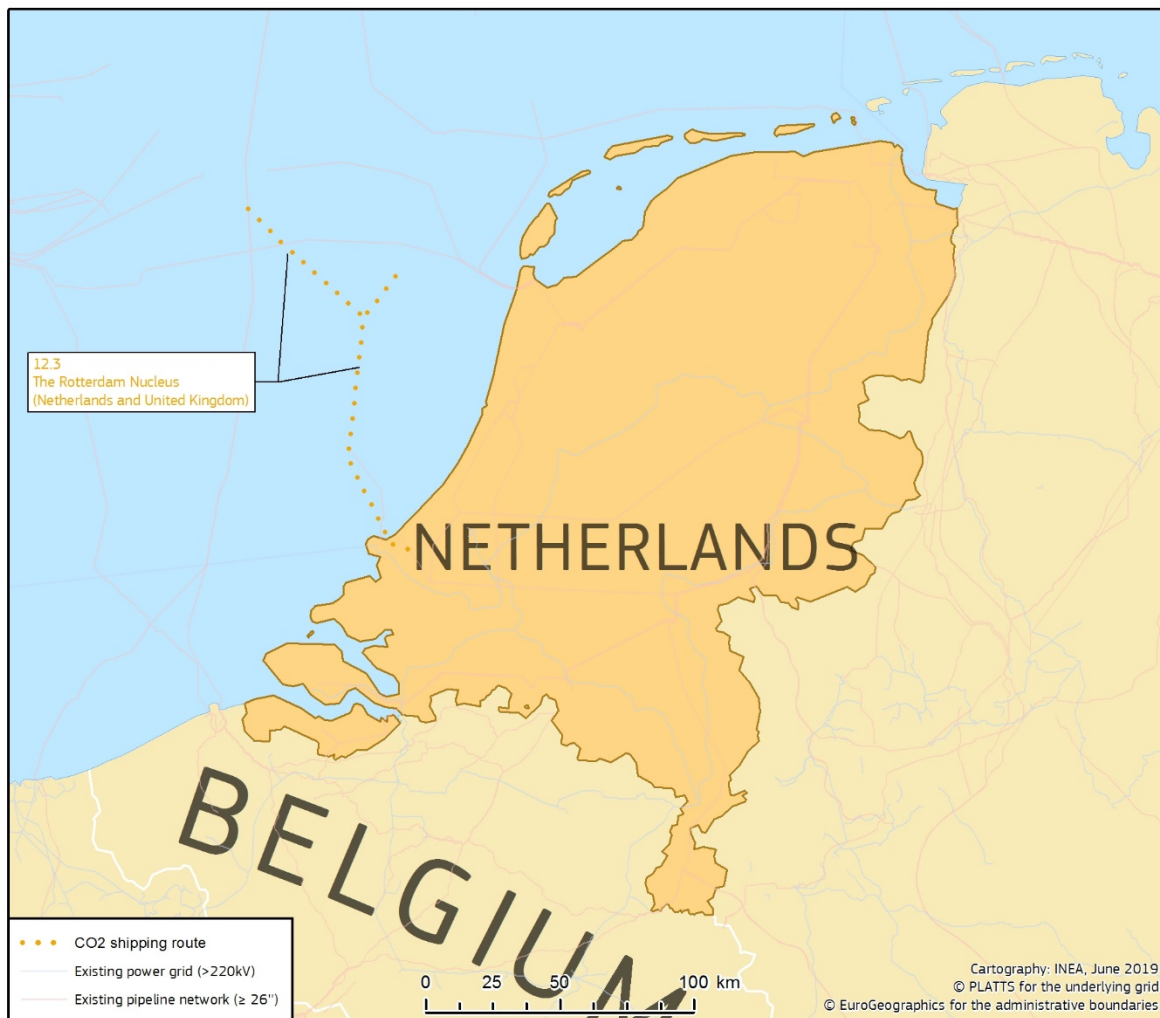 12.3
The Rotterdam Nucleus
(Netherlands and United Kingdom)
NETHERLANDS
BELGIUM
CO2 shipping route
Existing power grid (>220kV)
Existing pipeline network (≥ 26")
0 25 50 100 km
Cartography: INEA, June 2019
© PLATTS for the underlying grid
© EuroGeographics for the administrative boundaries